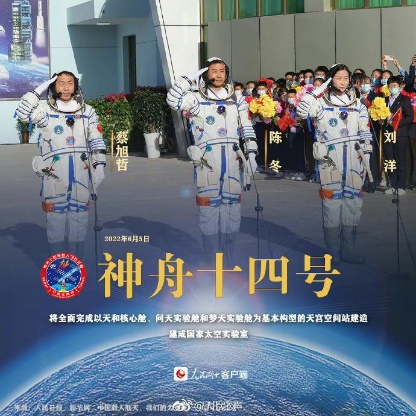 蔡旭哲
陈冬
刘洋
2022年6月5日
神舟十四号
将全面完成以天和核心舱、问天实验舱和梦天实验舱为基本构型的天宫空间站建造
建成国家太空实验室
人民网+客户端